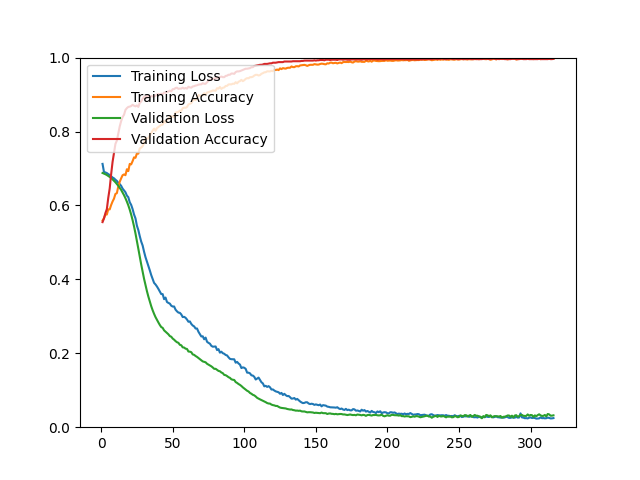 1.0
0.8
0.6
0.4
0.2
0.0
Training Loss
Training Accuracy
Validation Loss
Validation Accuracy
0 50 100 150 200 250 300